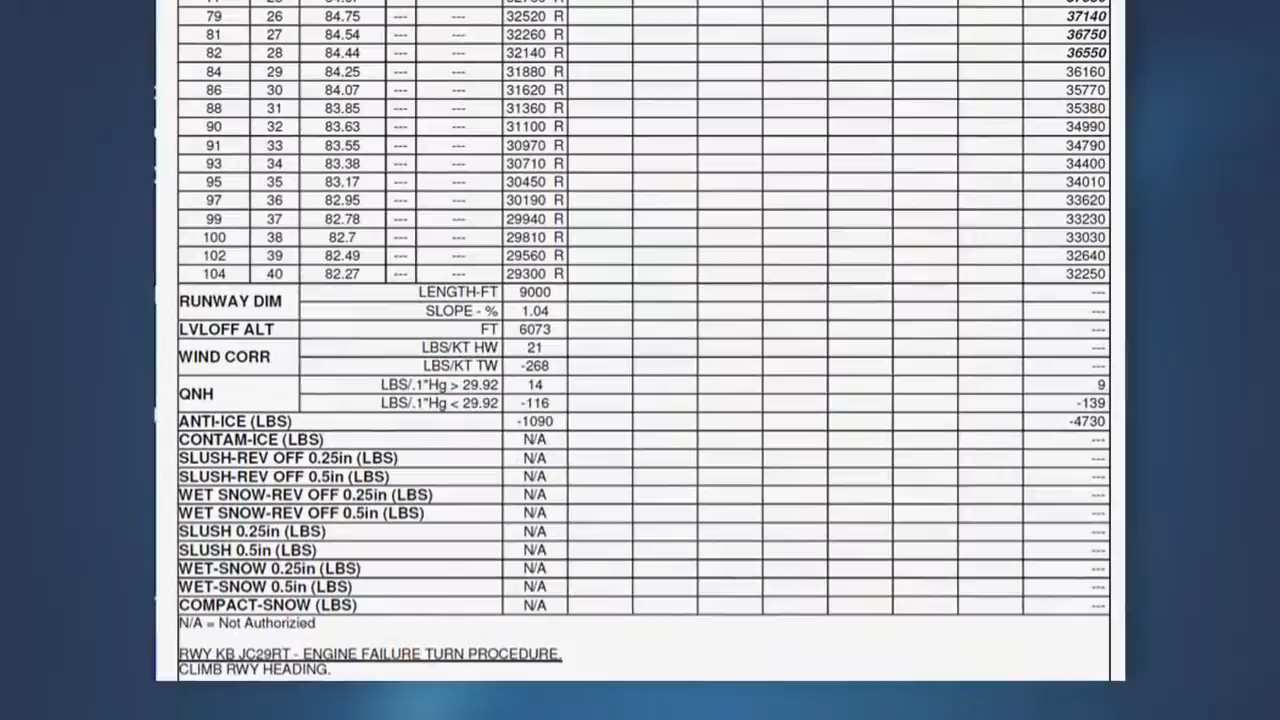 79 26 84.75 --- --- 32520 R 37140
81 27 84.54 --- --- 32260 R 36750
82 28 84.44 --- --- 32140 R 36550
84 29 84.25 --- --- 31880 R 36160
86 30 84.07 --- --- 31620 R 35770
88 31 83.85 --- --- 31360 R 35380
90 32 83.63 --- --- 31100 R 34990
91 33 83.55 --- --- 30970 R 34790
93 34 83.38 --- --- 30710 R 34400
95 35 83.17 --- --- 30450 R 34010
97 36 82.95 --- --- 30190 R 33620
99 37 82.78 --- --- 29940 R 33230
100 38 82.7 --- --- 29810 R 33030
102 39 82.49 --- --- 29560 R 32640
104 40 82.27 --- --- 29300 R 32250
RUNWAY DIM LENGTH-FT 9000 ---
SLOPE - % 1.04 ---
LVLOFF ALT FT 6073 ---
WIND CORR LBS/KT HW 21 ---
LBS/KT TW -268 ---
QNH LBS/.1"Hg > 29.92 14 9
LBS/.1"Hg < 29.92 -116 -139
ANTI-ICE (LBS) -1090 -4730
CONTAM-ICE (LBS) N/A ---
SLUSH-REV OFF 0.25in (LBS) N/A ---
SLUSH-REV OFF 0.5in (LBS) N/A ---
WET SNOW-REV OFF 0.25in (LBS) N/A ---
WET SNOW-REV OFF 0.5in (LBS) N/A ---
SLUSH 0.25in (LBS) N/A ---
SLUSH 0.5in (LBS) N/A ---
WET-SNOW 0.25in (LBS) N/A ---
WET-SNOW 0.5in (LBS) N/A ---
COMPACT-SNOW (LBS) N/A ---
N/A = Not Authorizied
RWY KB JC29RT - ENGINE FAILURE TURN PROCEDURE.
CLIMB RWY HEADING.